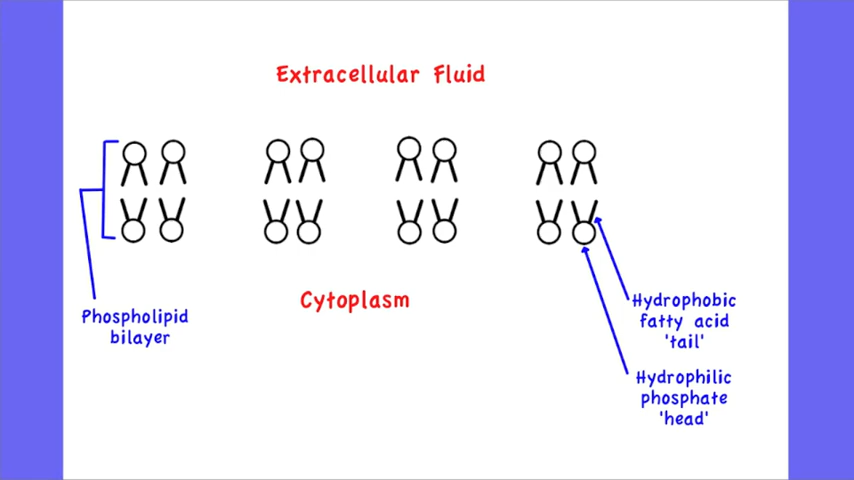 Extracellular Fluid
Cytoplasm
Phospholipid
bilayer
Hydrophobic
fatty acid
'tail'
Hydrophilic
phosphate
'head'